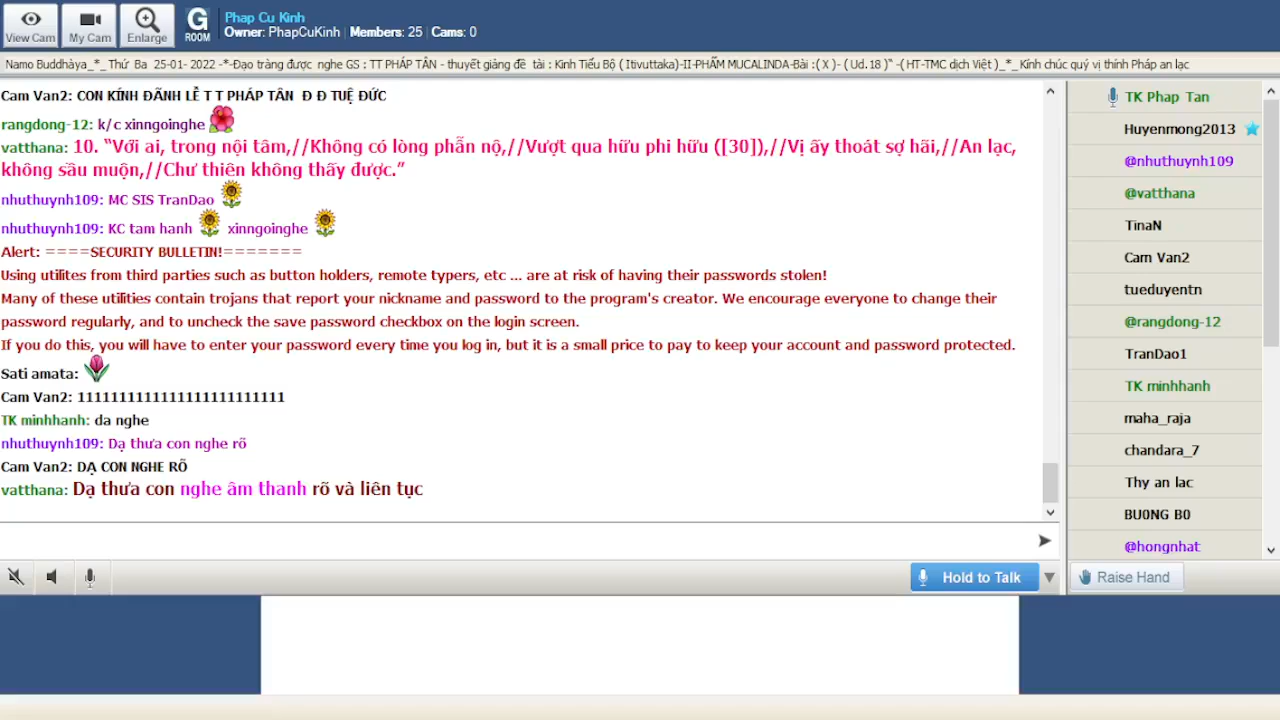 View Cam
My Cam
Enlarge
G
ROOM
Phap Cu Kinh
Owner: PhapCuKinh | Members: 25 | Cams: 0
Namo Buddhàya_*_Thứ Ba 25-01- 2022 -*-Đạo tràng được nghe GS : TT PHÁP TÂN - thuyết giảng đề tài : Kinh Tiểu Bộ ( Itivuttaka)-II-PHẨM MUCALINDA-Bài :( X )- ( Ud.18 )“ -( HT-TMC dịch Việt )_*_Kính chúc quý vị thính Pháp an lạc
Cam Van2: CON KÍNH ĐÃNH LỄ T T PHÁP TÂN Đ Đ TUỆ ĐỨC
rangdong-12: k/c xinngoinghe
vatthana: 10. “Với ai, trong nội tâm,//Không có lòng phẫn nộ,//Vượt qua hữu phi hữu ([30]),//Vị ấy thoát sợ hãi,//An lạc,
không sầu muộn,//Chư thiên không thấy được.”
nhuthuynh109: MC SIS TranDao
nhuthuynh109: KC tam hanh xinngoinghe
Alert: ====SECURITY BULLETIN!=======
Using utilites from third parties such as button holders, remote typers, etc ... are at risk of having their passwords stolen!
Many of these utilities contain trojans that report your nickname and password to the program's creator. We encourage everyone to change their
password regularly, and to uncheck the save password checkbox on the login screen.
If you do this, you will have to enter your password every time you log in, but it is a small price to pay to keep your account and password protected.
Sati amata:
Cam Van2: 1111111111111111111111111
TK minhhanh: da nghe
nhuthuynh109: Dạ thưa con nghe rõ
Cam Van2: DẠ CON NGHE RÕ
vatthana: Dạ thưa con nghe âm thanh rõ và liên tục
Hold to Talk
TK Phap Tan
Huyenmong2013
@nhuthuynh109
@vatthana
TinaN
Cam Van2
tueduyentn
@rangdong-12
TranDao1
TK minhhanh
maha_raja
chandara_7
Thy an lac
BU0NG B0
@hongnhat
Raise Hand